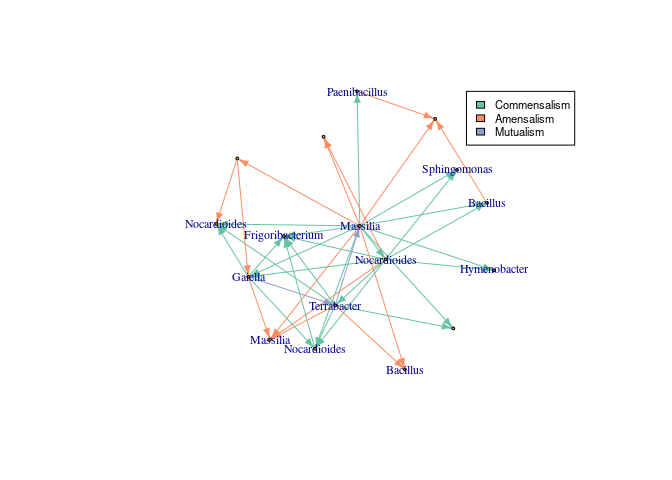 Paenibacillus
Commensalism
Amensalism
Mutualism
Sphingomonas
Bacillus
Nocardioides
Massilia
Frigoribacterium
Nocardioides
Hymenobacter
Gaiella
Terrabacter
Massilia
Nocardioides
Bacillus